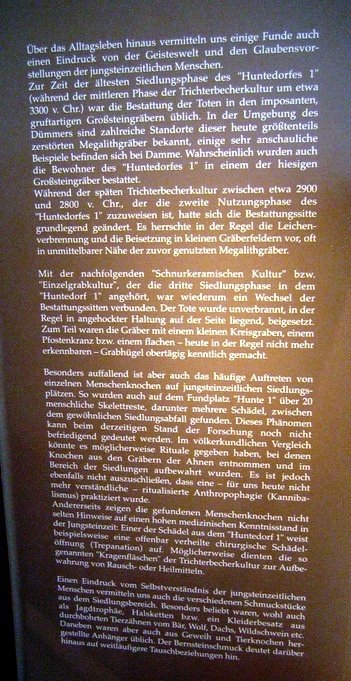 Über das Alltagsleben hinaus vermitteln uns einige Funde auch
einen Eindruck von der Geisteswelt und den Glaubensvor-
stellungen der jungsteinzeitlichen Menschen.
Zur Zeit der ältesten Siedlungsphase des "Huntedorfes 1"
(während der mittleren Phase der Trichterbecherkultur um etwa
3300 v. Chr.) war die Bestattung der Toten in den imposanten,
gruftartigen Großsteingräbern üblich. In der Umgebung des
Dümmers sind zahlreiche Standorte dieser heute größtenteils
zerstörten Megalithgräber bekannt, einige sehr anschauliche
Beispiele befinden sich bei Damme. Wahrscheinlich wurden auch
die Bewohner des "Huntedorfes 1" in einem der hiesigen
Großsteingräber bestattet.
Während der späten Trichterbecherkultur zwischen etwa 2900
und 2800 v. Chr., der die zweite Nutzungsphase des
"Huntedorfes 1" zuzuweisen ist, hatte sich die Bestattungssitte
grundlegend geändert. Es herrschte in der Regel die Leichen-
verbrennung und die Beisetzung in kleinen Gräberfeldern vor, oft
in unmittelbarer Nähe der zuvor genutzten Megalithgräber.
Mit der nachfolgenden "Schnurkeramischen Kultur" bzw.
"Einzelgrabkultur", der die dritte Siedlungsphase in dem
"Huntedorf 1" angehört, war wiederum ein Wechsel der
Bestattungssitten verbunden. Der Tote wurde unverbrannt, in der
Regel in angehockter Haltung auf der Seite liegend, beigesetzt.
Zum Teil waren die Gräber mit einem kleinen Kreisgraben, einem
Pfostenkranz bzw. einem flachen – heute in der Regel nicht mehr
erkennbaren – Grabhügel obertägig kenntlich gemacht.
Besonders auffallend ist aber auch das häufige Auftreten von
einzelnen Menschenknochen auf jungsteinzeitlichen Siedlungs-
plätzen. So wurden auch auf dem Fundplatz "Hunte 1" über 20
menschliche Skelettreste, darunter mehrere Schädel, zwischen
dem gewöhnlichen Siedlungsabfall gefunden. Dieses Phänomen
kann beim derzeitigen Stand der Forschung noch nicht
befriedigend gedeutet werden. Im völkerkundlichen Vergleich
könnte es möglicherweise Rituale gegeben haben, bei denen
Knochen aus den Gräbern der Ahnen entnommen und im
Bereich der Siedlungen aufbewahrt wurden. Es ist jedoch
ebenfalls nicht auszuschließen, dass eine – für uns heute nicht
mehr verständliche – ritualisierte Anthropophagie (Kanniba-
lismus) praktiziert wurde.
Andererseits zeigen die gefundenen Menschenknochen nicht
selten Hinweise auf einen hohen medizinischen Kenntnisstand in
der Jungsteinzeit: Einer der Schädel aus dem "Huntedorf 1" weist
beispielsweise eine offenbar verheilte chirurgische Schädel-
öffnung (Trepanation) auf. Möglicherweise dienten die so
genannten "Kragenflaschen" der Trichterbecherkultur zur Aufbe-
wahrung von Rausch- oder Heilmitteln.
Einen Eindruck vom Selbstverständnis der jungsteinzeitlichen
Menschen vermitteln uns auch die verschiedenen Schmuckstücke
aus dem Siedlungsbereich. Besonders beliebt waren, wohl auch
als Jagdtrophäe, Halsketten bzw. ein Kleiderbesatz aus
durchbohrten Tierzähnen vom Bär, Wolf, Dachs, Wildschwein etc.
Daneben waren aber auch aus Geweih und Tierknochen her-
gestellte Anhänger üblich. Der Bernsteinschmuck deutet darüber
hinaus auf weitläufigere Tauschbeziehungen hin.